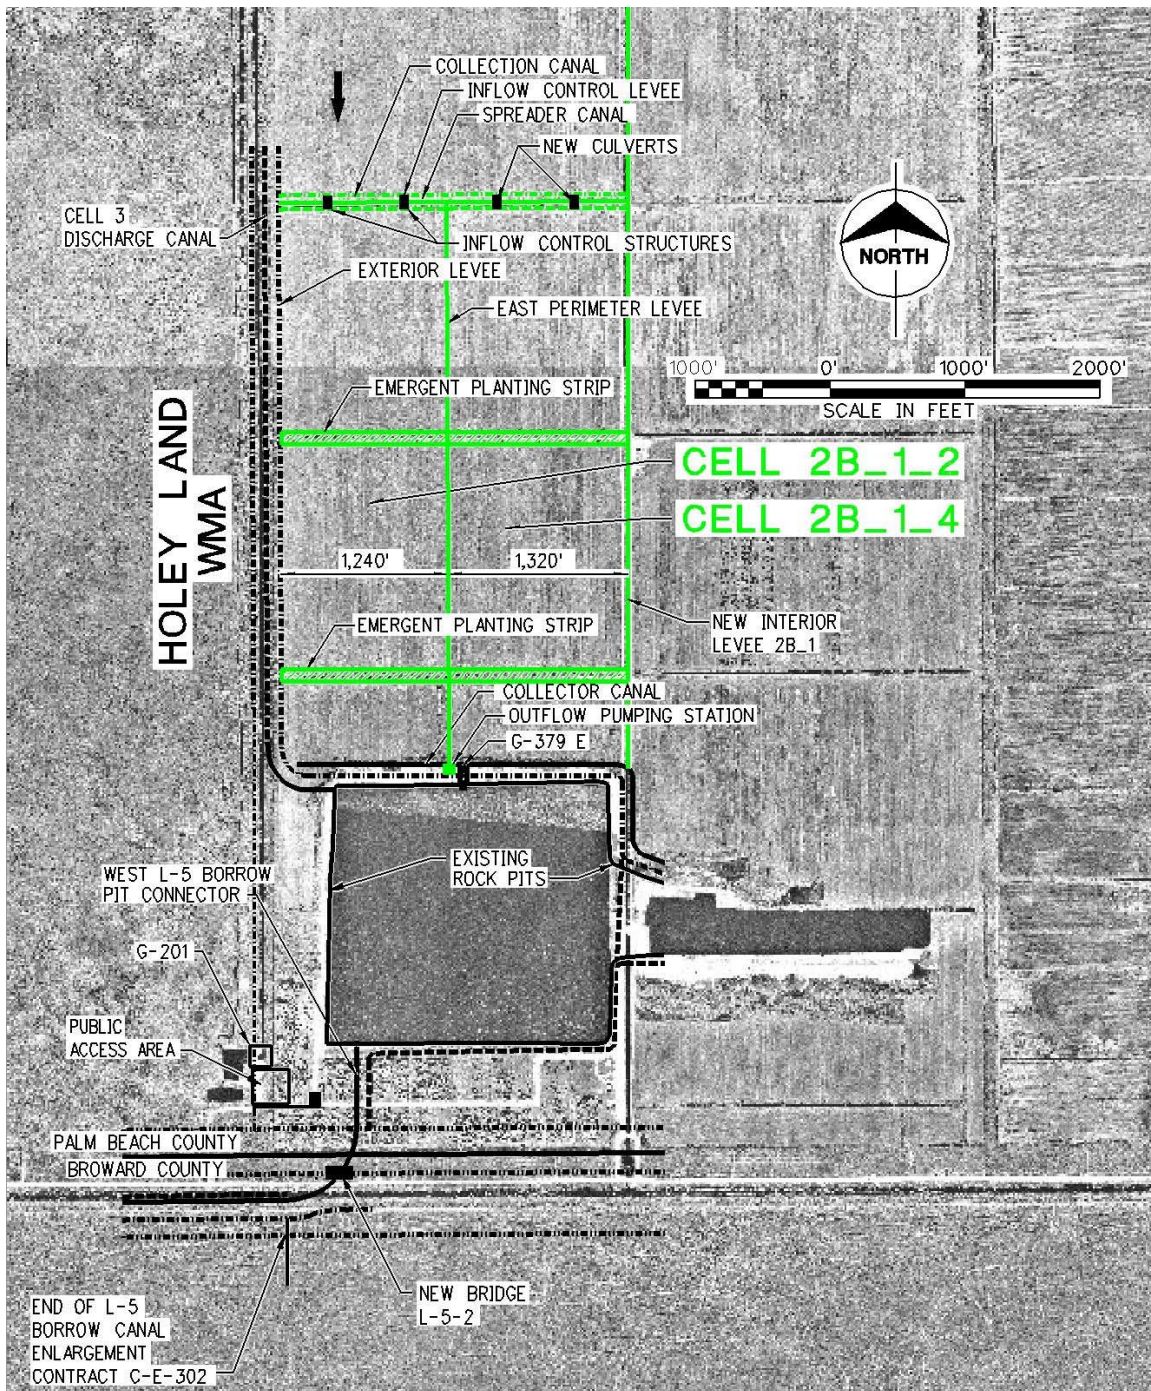 COLLECTION CANAL
INFLOW CONTROL LEVEE
SPREADER CANAL
NEW CULVERTS
CELL 3
DISCHARGE CANAL
INFLOW CONTROL STRUCTURES
EXTERIOR LEVEE
NORTH
EAST PERIMETER LEVEE
1000' 0' 1000' 2000'
SCALE IN FEET
EMERGENT PLANTING STRIP
HOLEY LAND
WMA
CELL 2B_1_2
CELL 2B_1_4
1,240' 1,320'
NEW INTERIOR
LEVEE 2B_1
EMERGENT PLANTING STRIP
COLLECTOR CANAL
OUTFLOW PUMPING STATION
G-379 E
EXISTING
ROCK PITS
WEST L-5 BORROW
PIT CONNECTOR
G-201
PUBLIC
ACCESS AREA
PALM BEACH COUNTY
BROWARD COUNTY
NEW BRIDGE
L-5-2
END OF L-5
BORROW CANAL
ENLARGEMENT
CONTRACT C-E-302